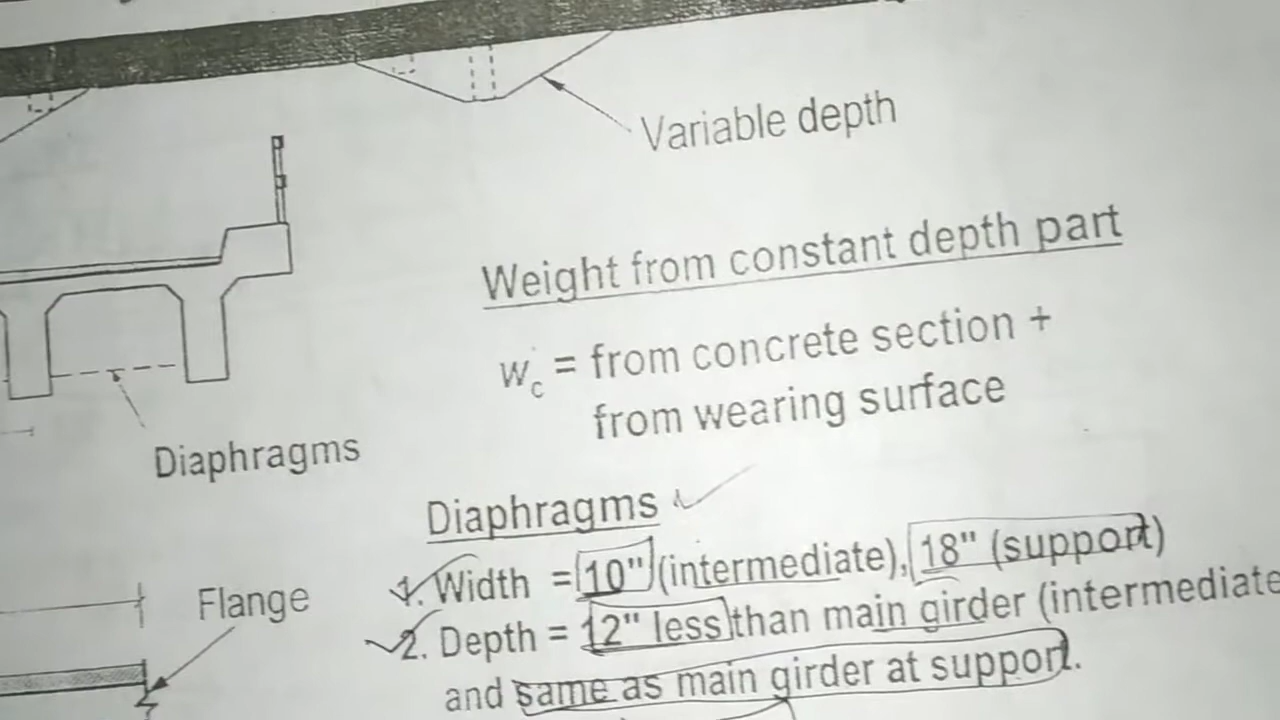 Variable depth
Weight from constant depth part
w_c = from concrete section +
from wearing surface
Diaphragms
Diaphragms
1. Width = 10" (intermediate), 18" (support)
Flange
2. Depth = 12" less than main girder (intermediate
and same as main girder at support.